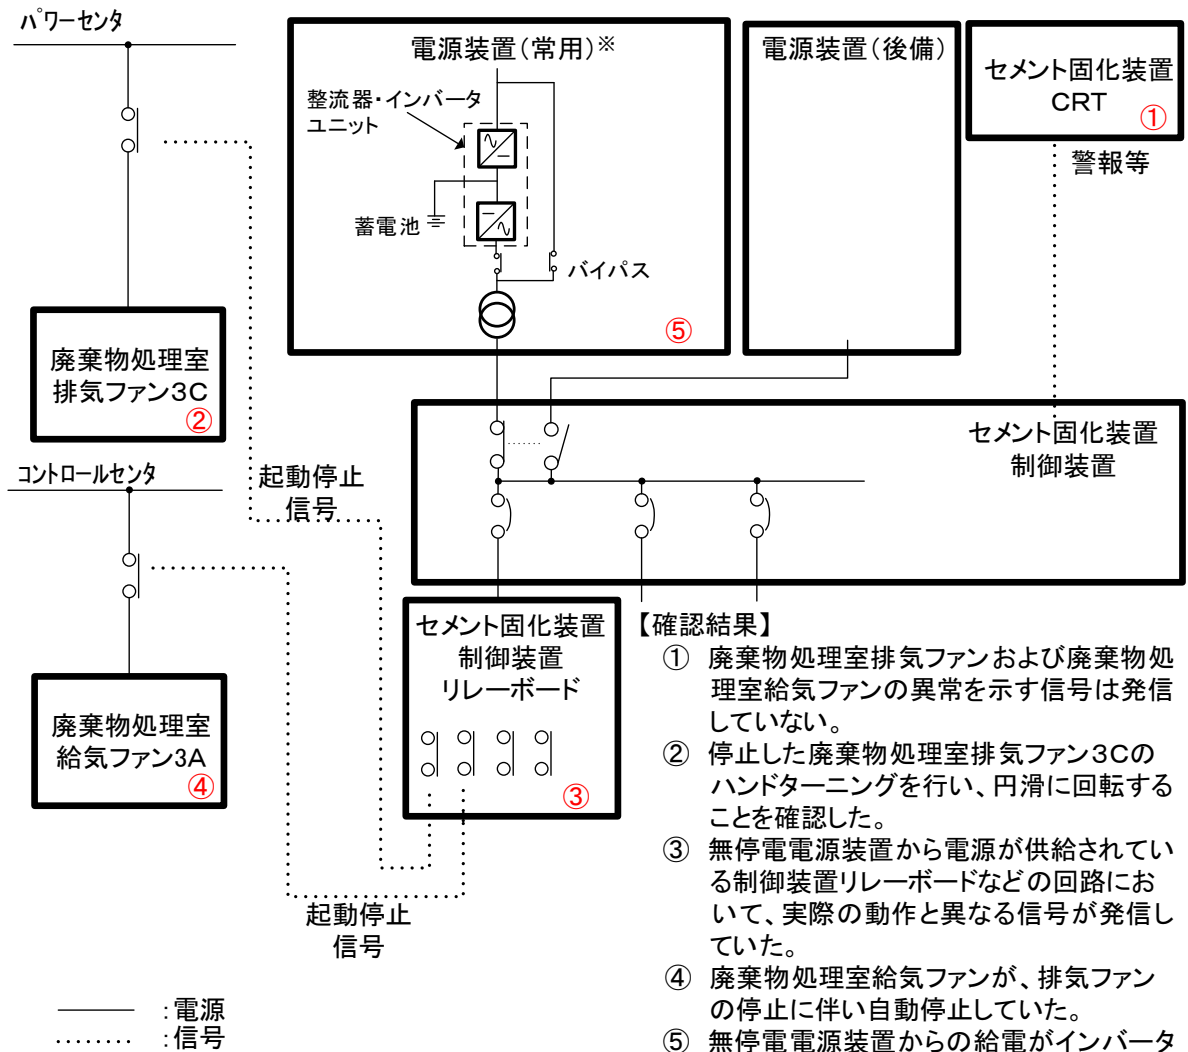 パワーセンタ
電源装置（常用）※
整流器・インバータ
ユニット
蓄電池
バイパス
⑤
電源装置（後備）
セメント固化装置
CRT
①
警報等
廃棄物処理室
排気ファン3C
②
コントロールセンタ
起動停止
信号
セメント固化装置
制御装置
廃棄物処理室
給気ファン3A
④
セメント固化装置
制御装置
リレーボード
③
起動停止
信号
【確認結果】
① 廃棄物処理室排気ファンおよび廃棄物処
理室給気ファンの異常を示す信号は発信
していない。
② 停止した廃棄物処理室排気ファン3Cの
ハンドターニングを行い、円滑に回転する
ことを確認した。
③ 無停電電源装置から電源が供給されてい
る制御装置リレーボードなどの回路にお
いて、実際の動作と異なる信号が発信し
ていた。
④ 廃棄物処理室給気ファンが、排気ファン
の停止に伴い自動停止していた。
⑤ 無停電電源装置からの給電がインバータ
：電源
：信号